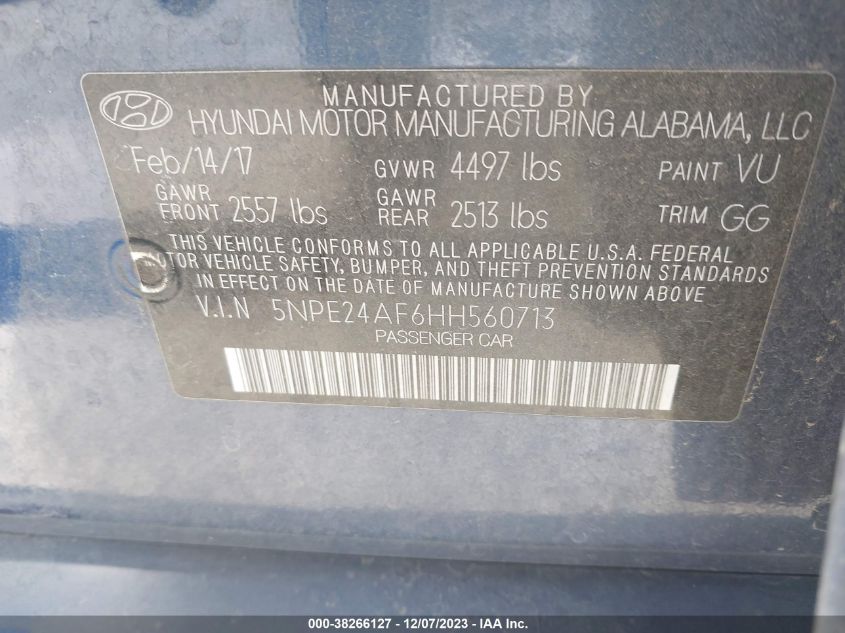 MANUFACTURED BY
HYUNDAI MOTOR MANUFACTURING ALABAMA, LLC
Feb/14/17 GVWR 4497 lbs PAINT VU
GAWR FRONT 2557 lbs GAWR REAR 2513 lbs TRIM GG
THIS VEHICLE CONFORMS TO ALL APPLICABLE U.S.A. FEDERAL
TOR VEHICLE SAFETY, BUMPER, AND THEFT PREVENTION STANDARDS
IN EFFECT ON THE DATE OF MANUFACTURE SHOWN ABOVE
V.I.N 5NPE24AF6HH560713
PASSENGER CAR
000-38266127 - 12/07/2023 - IAA Inc.